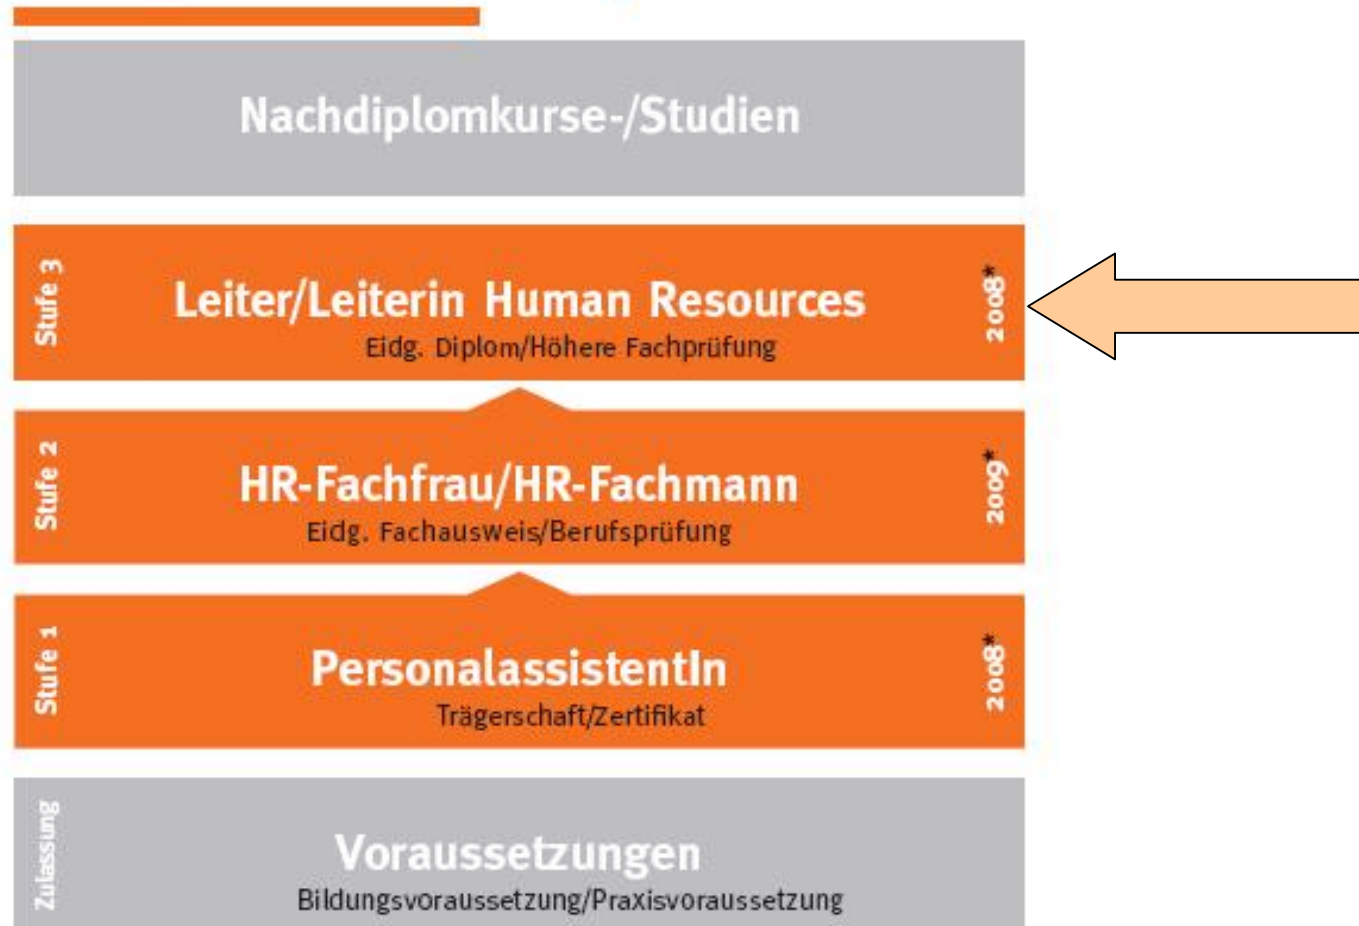 Nachdiplomkurse-/Studien
Stufe 3
Leiter/Leiterin Human Resources
Eidg. Diplom/Höhere Fachprüfung
2008*
Stufe 2
HR-Fachfrau/HR-Fachmann
Eidg. Fachausweis/Berufsprüfung
2009*
Stufe 1
PersonalassistentIn
Trägerschaft/Zertifikat
2008*
Zulassung
Voraussetzungen
Bildungsvoraussetzung/Praxisvoraussetzung